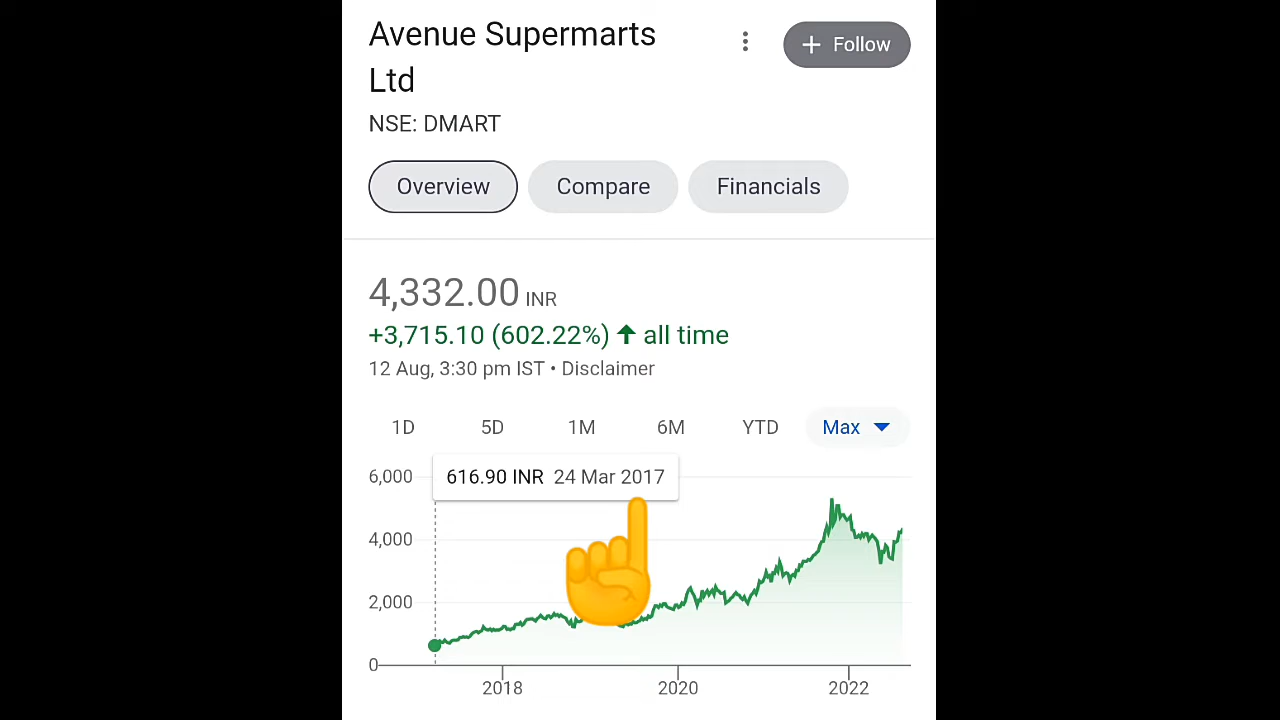 Avenue Supermarts
Ltd
+ Follow
NSE: DMART
Overview Compare Financials
4,332.00 INR
+3,715.10 (602.22%) ↑ all time
12 Aug, 3:30 pm IST • Disclaimer
1D 5D 1M 6M YTD Max
616.90 INR 24 Mar 2017
6,000
4,000
2,000
0
2018 2020 2022